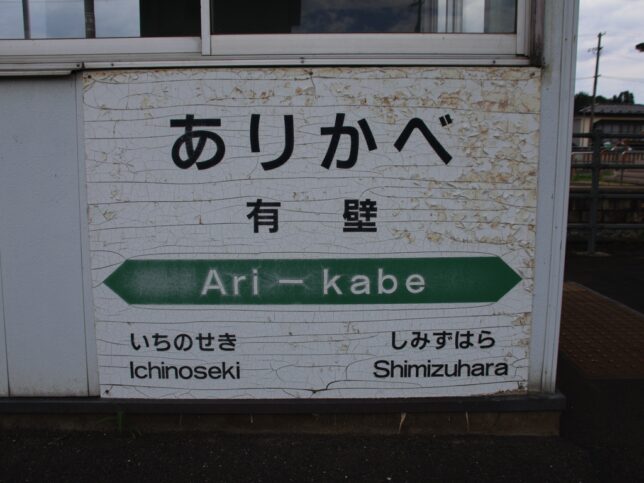 ありかべ
有壁
Ari－kabe
いちのせき しみずはら
Ichinoseki Shimizuhara